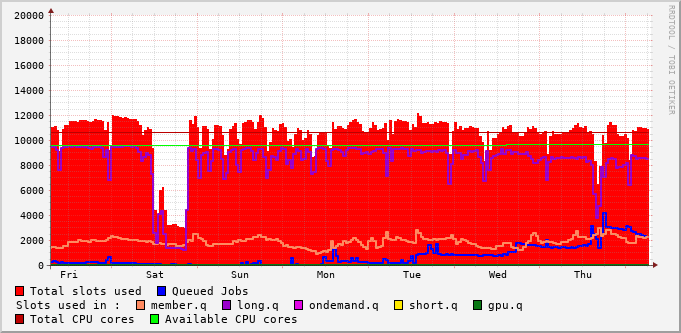 20000
18000
16000
14000
12000
10000
8000
6000
4000
2000
0
Fri Sat Sun Mon Tue Wed Thu
Total slots used Queued Jobs
Slots used in : member.q long.q ondemand.q short.q gpu.q
Total CPU cores Available CPU cores
RRDTOOL / TOBI OETIKER